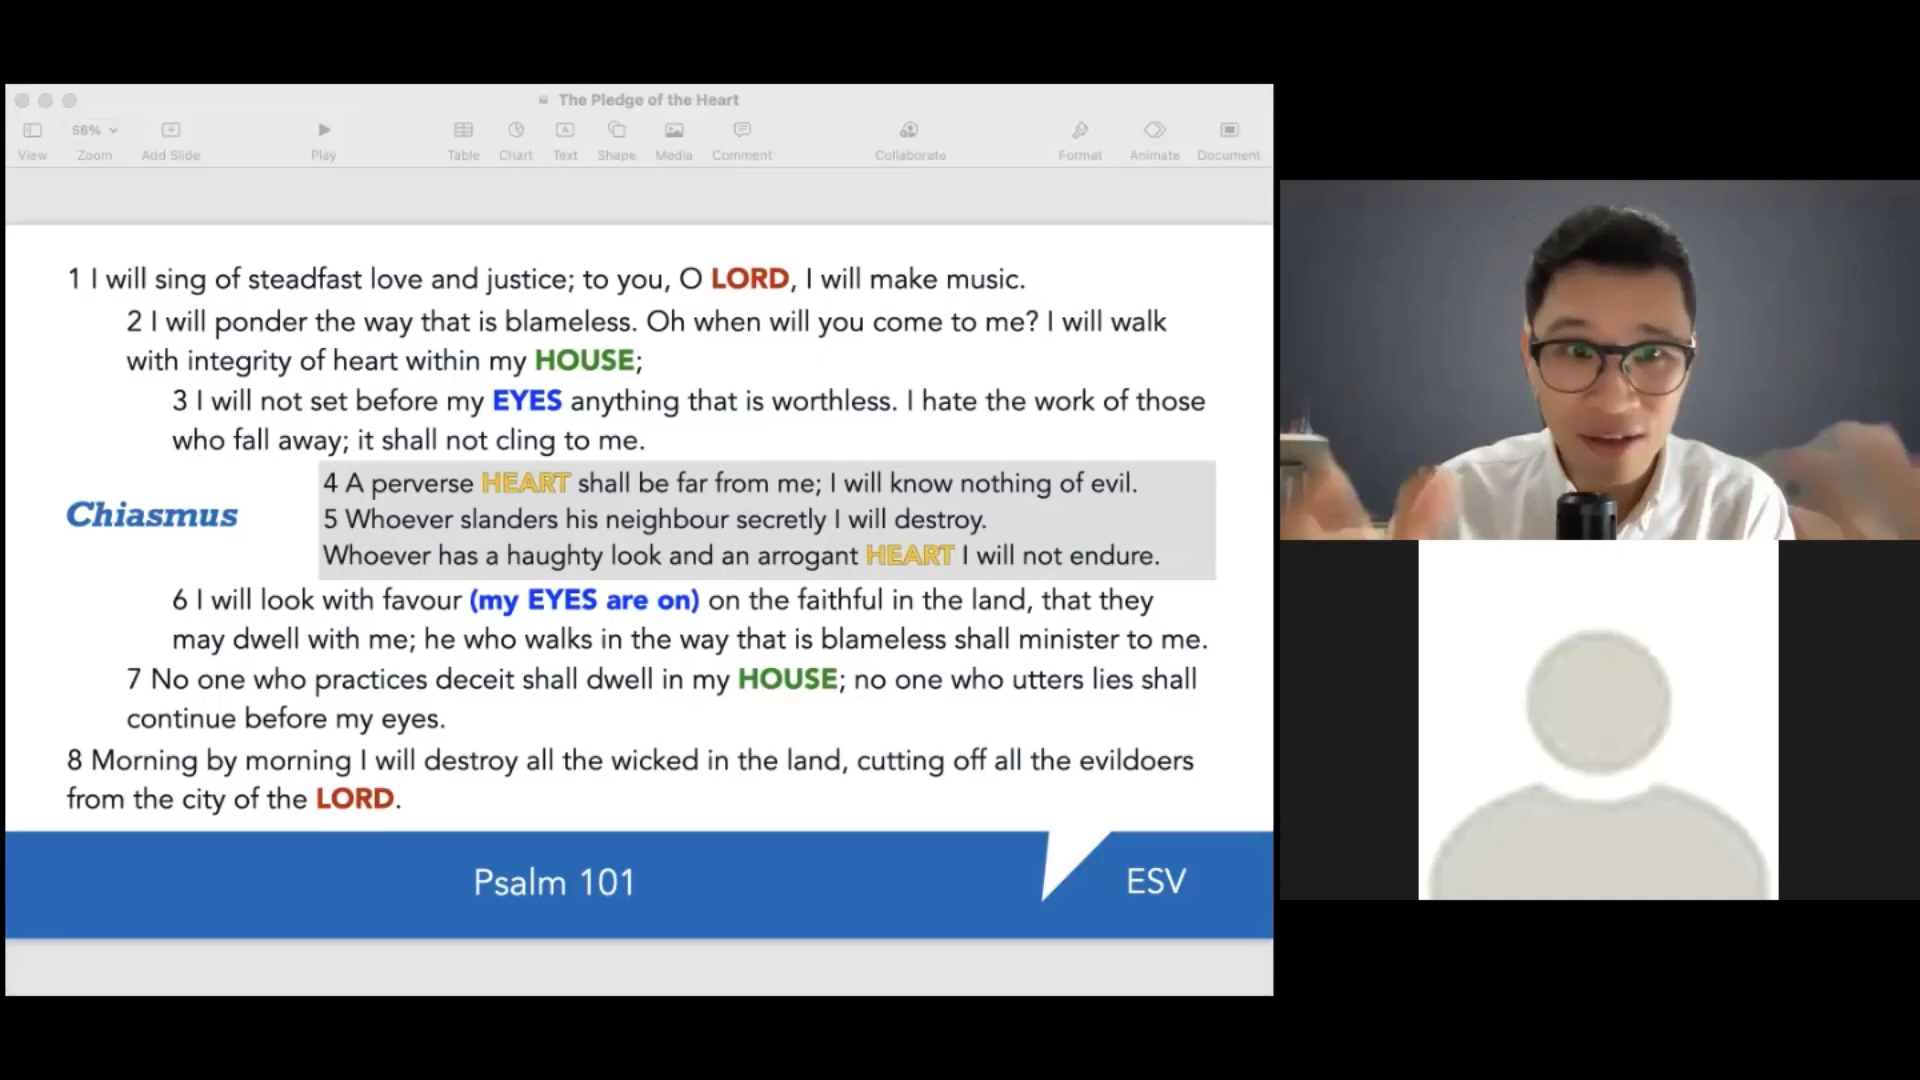 The Pledge of the Heart
56%
View Zoom Add Slide Play Table Chart Text Shape Media Comment Collaborate Format Animate Document
1 I will sing of steadfast love and justice; to you, O LORD, I will make music.
2 I will ponder the way that is blameless. Oh when will you come to me? I will walk
with integrity of heart within my HOUSE;
3 I will not set before my EYES anything that is worthless. I hate the work of those
who fall away; it shall not cling to me.
Chiasmus
4 A perverse HEART shall be far from me; I will know nothing of evil.
5 Whoever slanders his neighbour secretly I will destroy.
Whoever has a haughty look and an arrogant HEART I will not endure.
6 I will look with favour (my EYES are on) on the faithful in the land, that they
may dwell with me; he who walks in the way that is blameless shall minister to me.
7 No one who practices deceit shall dwell in my HOUSE; no one who utters lies shall
continue before my eyes.
8 Morning by morning I will destroy all the wicked in the land, cutting off all the evildoers
from the city of the LORD.
Psalm 101
ESV